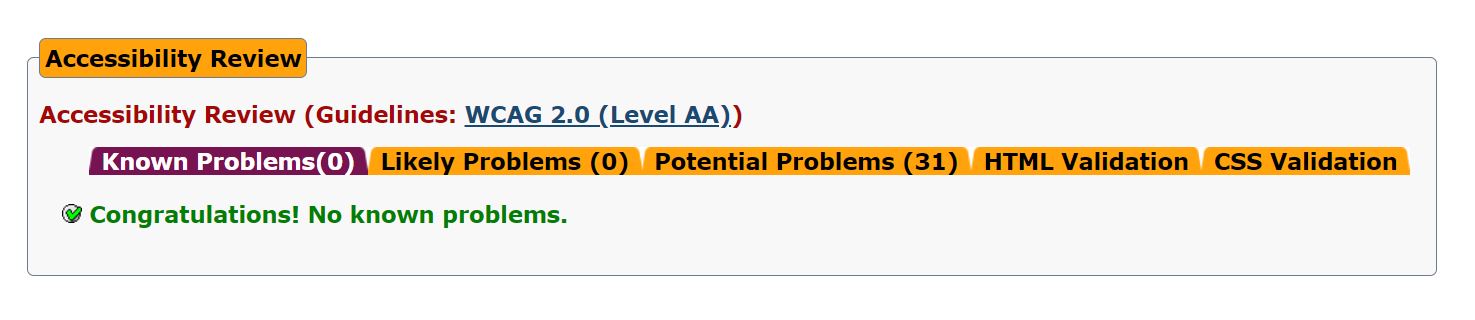 Accessibility Review
Accessibility Review (Guidelines: WCAG 2.0 (Level AA))
Known Problems(0) Likely Problems (0) Potential Problems (31) HTML Validation CSS Validation
Congratulations! No known problems.